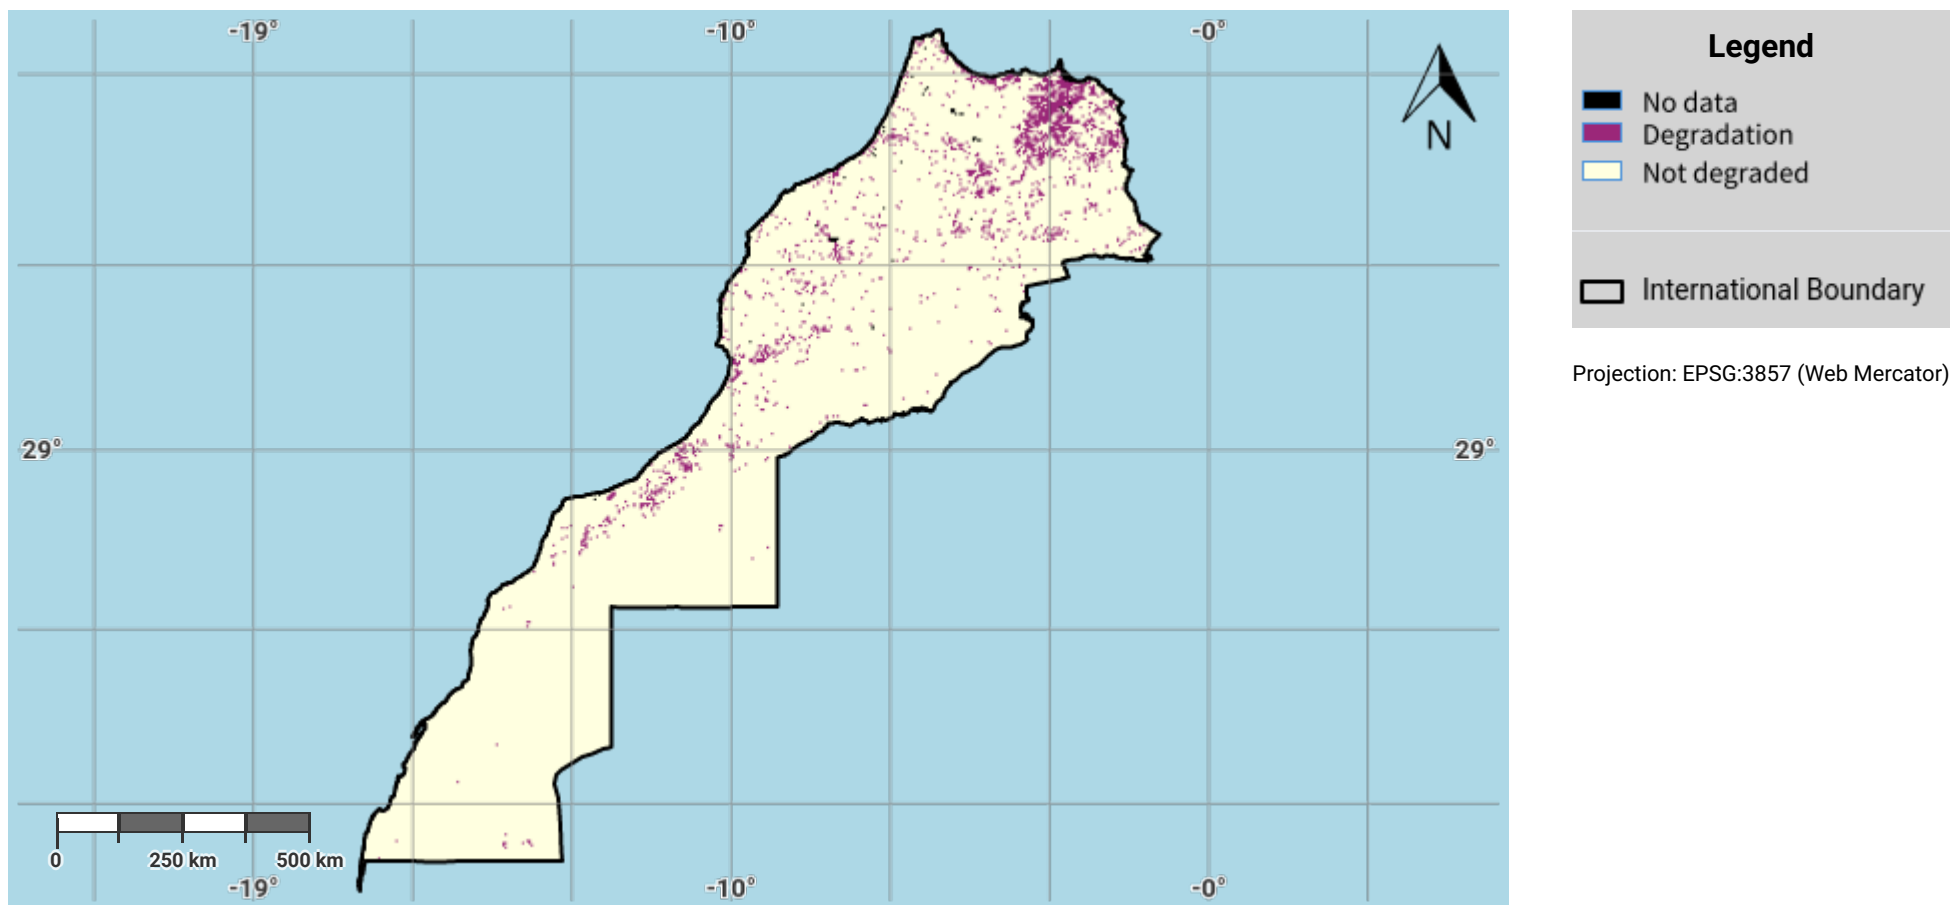 -19° -10° -0°
N
29° 29°
0 250 km 500 km
-19° -10° -0°
Legend
No data
Degradation
Not degraded
International Boundary
Projection: EPSG:3857 (Web Mercator)